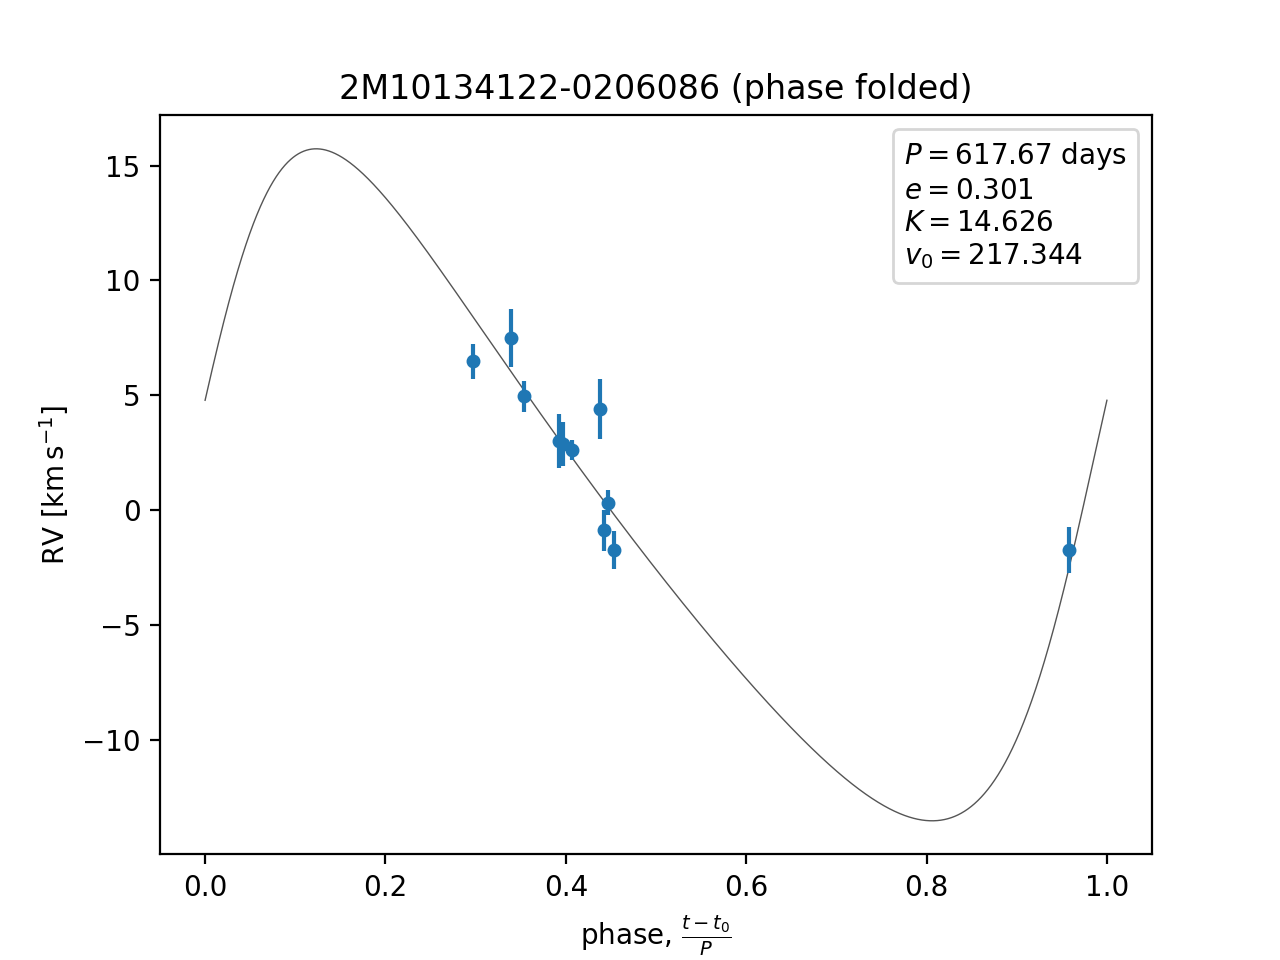 2M10134122-0206086 (phase folded)
P = 617.67 days
e = 0.301
K = 14.626
v₀ = 217.344
15
10
5
0
−5
−10
RV [km s⁻¹]
0.0 0.2 0.4 0.6 0.8 1.0
phase, (t − t₀)/P